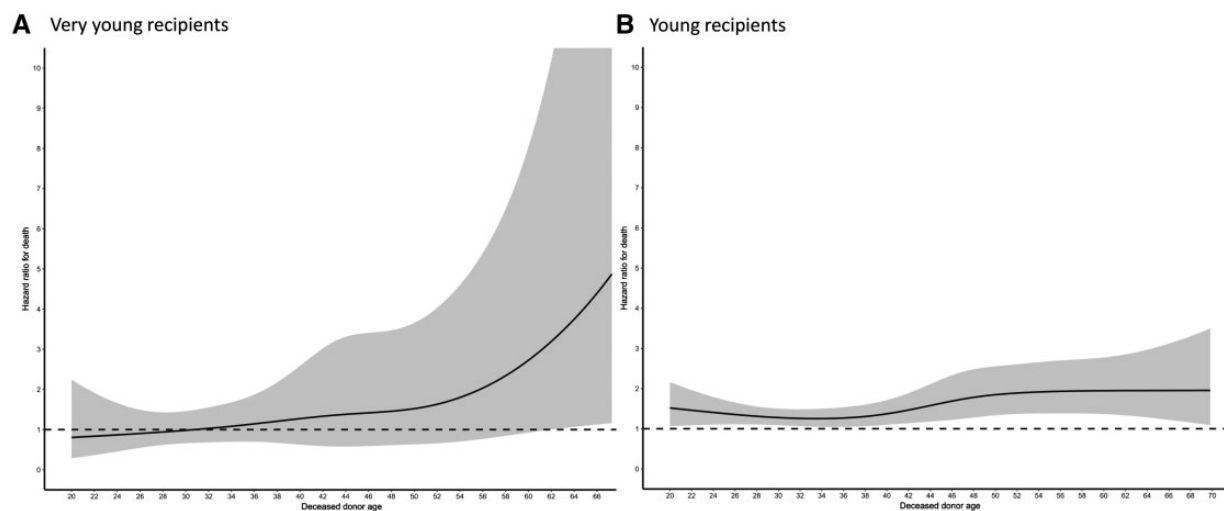 A Very young recipients
10
9
8
7
6
5
4
3
2
1
0
Hazard ratio for death
20 22 24 26 28 30 32 34 36 38 40 42 44 46 48 50 52 54 56 58 60 62 64 66
Deceased donor age
B Young recipients
10
9
8
7
6
5
4
3
2
1
0
Hazard ratio for death
20 22 24 26 28 30 32 34 36 38 40 42 44 46 48 50 52 54 56 58 60 62 64 66 68 70
Deceased donor age